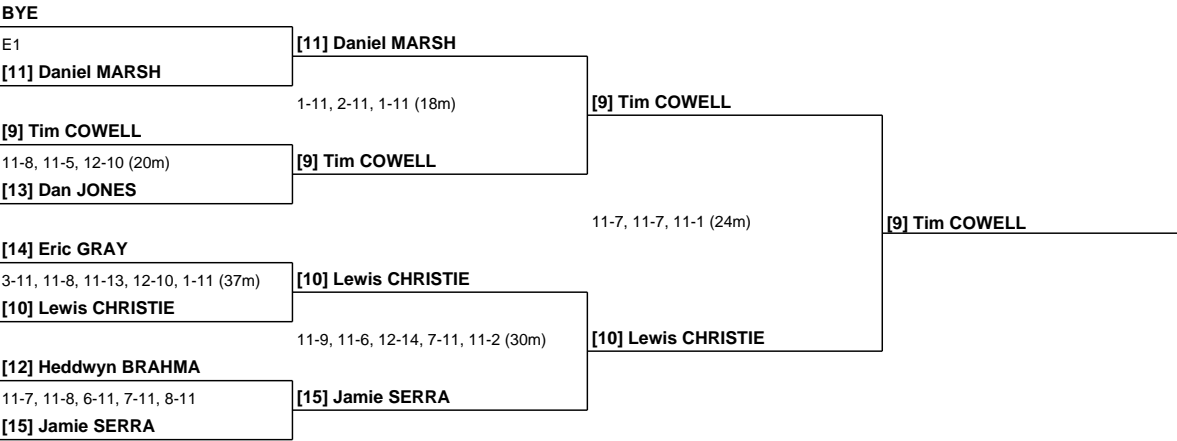 BYE
E1
[11] Daniel MARSH
[9] Tim COWELL
11-8, 11-5, 12-10 (20m)
[13] Dan JONES
[14] Eric GRAY
3-11, 11-8, 11-13, 12-10, 1-11 (37m)
[10] Lewis CHRISTIE
[12] Heddwyn BRAHMA
11-7, 11-8, 6-11, 7-11, 8-11
[15] Jamie SERRA
[11] Daniel MARSH
1-11, 2-11, 1-11 (18m)
[9] Tim COWELL
[10] Lewis CHRISTIE
11-9, 11-6, 12-14, 7-11, 11-2 (30m)
[15] Jamie SERRA
[9] Tim COWELL
11-7, 11-7, 11-1 (24m)
[10] Lewis CHRISTIE
[9] Tim COWELL